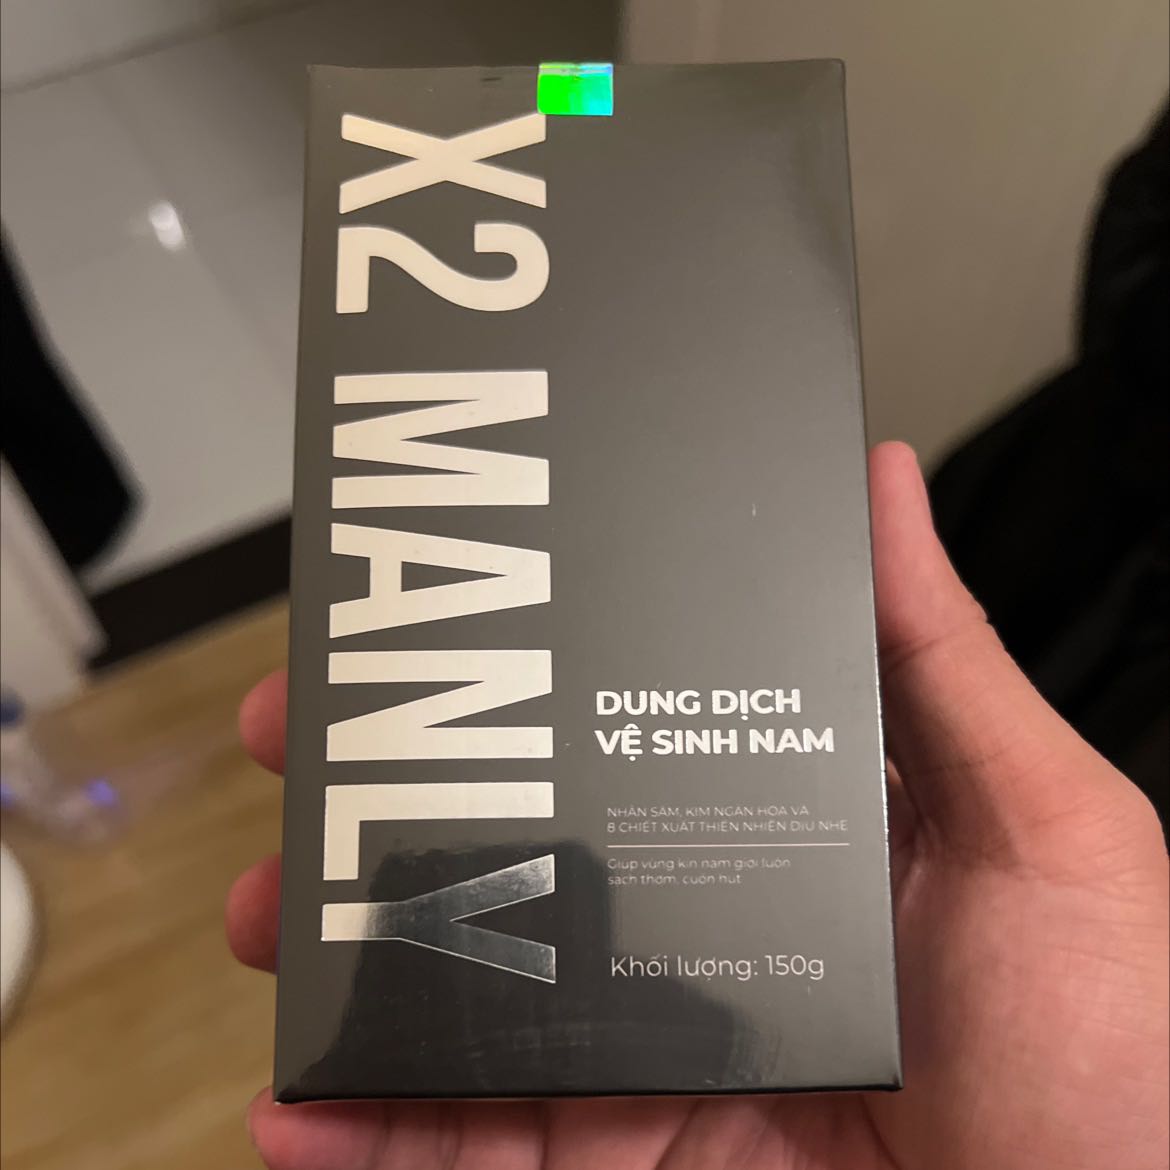 X2 MANLY
DUNG DỊCH
VỆ SINH NAM
NHÂN SÂM, KIM NGÂN HOA VÀ
8 CHIẾT XUẤT THIÊN NHIÊN DỊU NHẸ
Giúp vùng kín nam giới luôn
sạch thơm, cuốn hút
Khối lượng: 150g